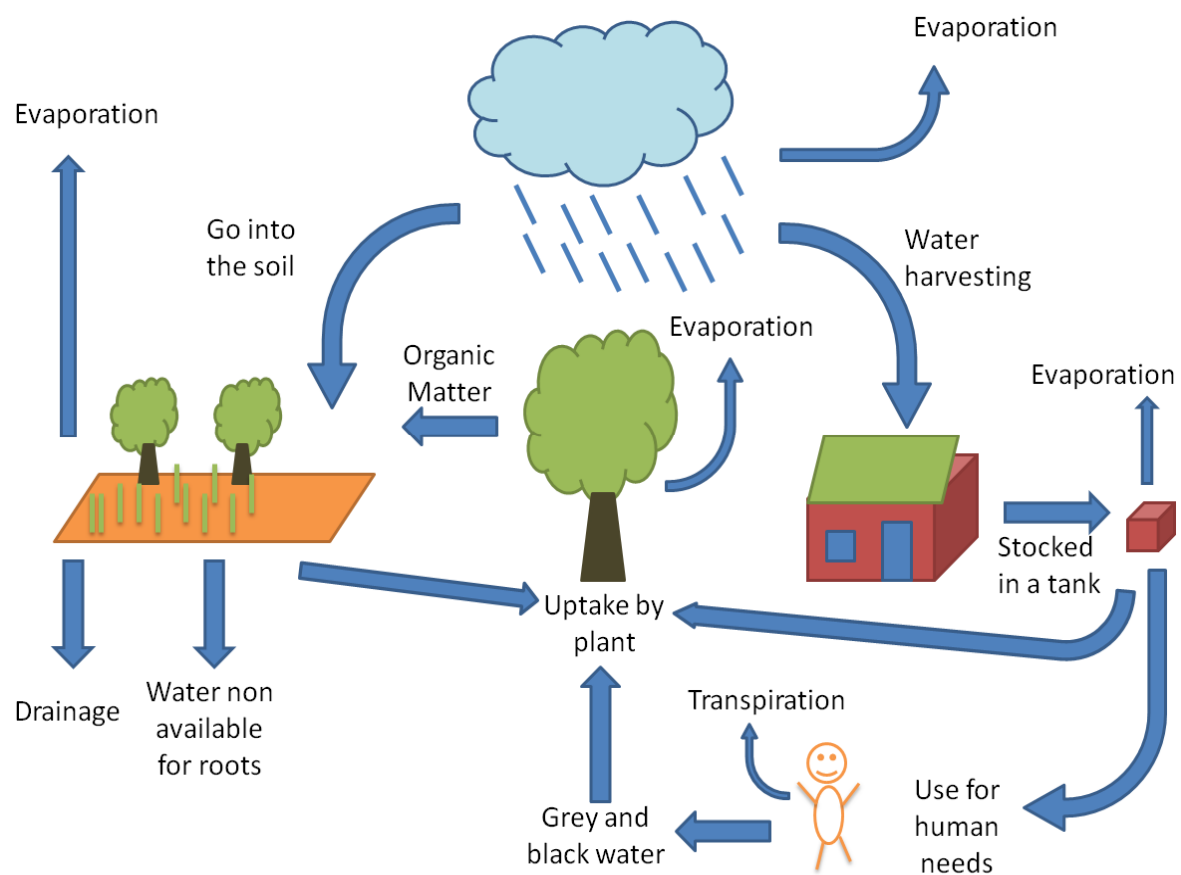 Evaporation
Evaporation
Go into
the soil
Water
harvesting
Evaporation
Organic
Matter
Evaporation
Stocked
in a tank
Uptake by
plant
Drainage
Water non
available
for roots
Transpiration
Use for
human
needs
Grey and
black water